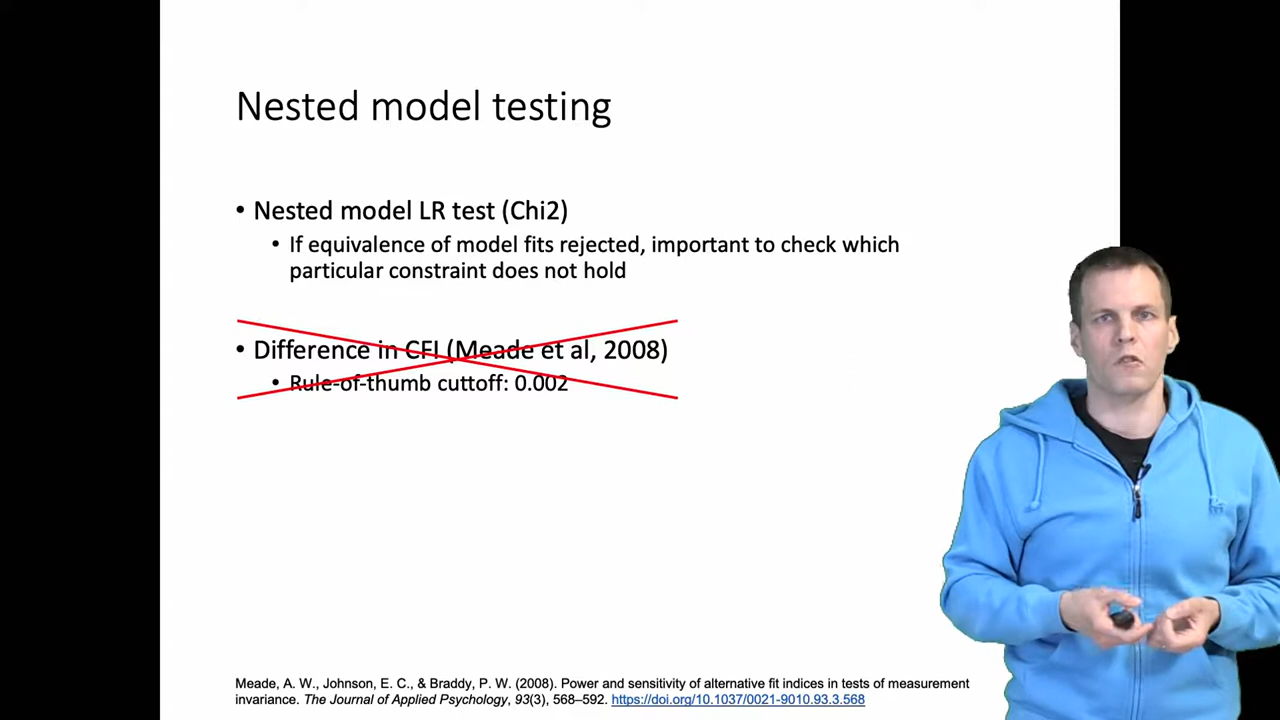 Nested model testing
• Nested model LR test (Chi2)
• If equivalence of model fits rejected, important to check which
particular constraint does not hold
• Difference in CFI (Meade et al, 2008)
• Rule-of-thumb cuttoff: 0.002
Meade, A. W., Johnson, E. C., & Braddy, P. W. (2008). Power and sensitivity of alternative fit indices in tests of measurement
invariance. The Journal of Applied Psychology, 93(3), 568–592. https://doi.org/10.1037/0021-9010.93.3.568